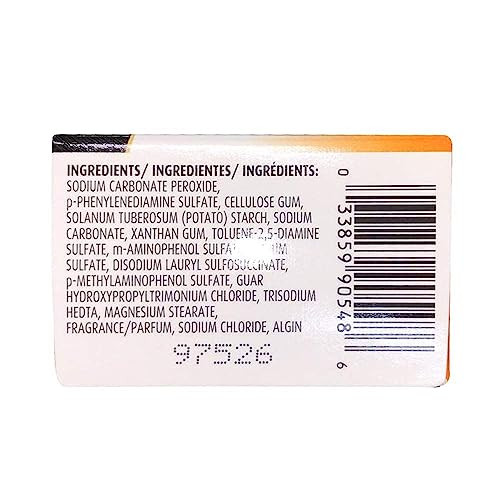 INGREDIENTS/ INGREDIENTES/ INGRÉDIENTS:
SODIUM CARBONATE PEROXIDE,
p-PHENYLENEDIAMINE SULFATE, CELLULOSE GUM,
SOLANUM TUBEROSUM (POTATO) STARCH, SODIUM
CARBONATE, XANTHAN GUM, TOLUENE-2,5-DIAMINE
SULFATE, m-AMINOPHENOL
SULFATE, DISODIUM LAURYL SULFOSUCCINATE,
p-METHYLAMINOPHENOL SULFATE, GUAR
HYDROXYPROPYLTRIMONIUM CHLORIDE, TRISODIUM
HEDTA, MAGNESIUM STEARATE,
FRAGRANCE/PARFUM, SODIUM CHLORIDE, ALGIN
97526
0 33859 90548 6